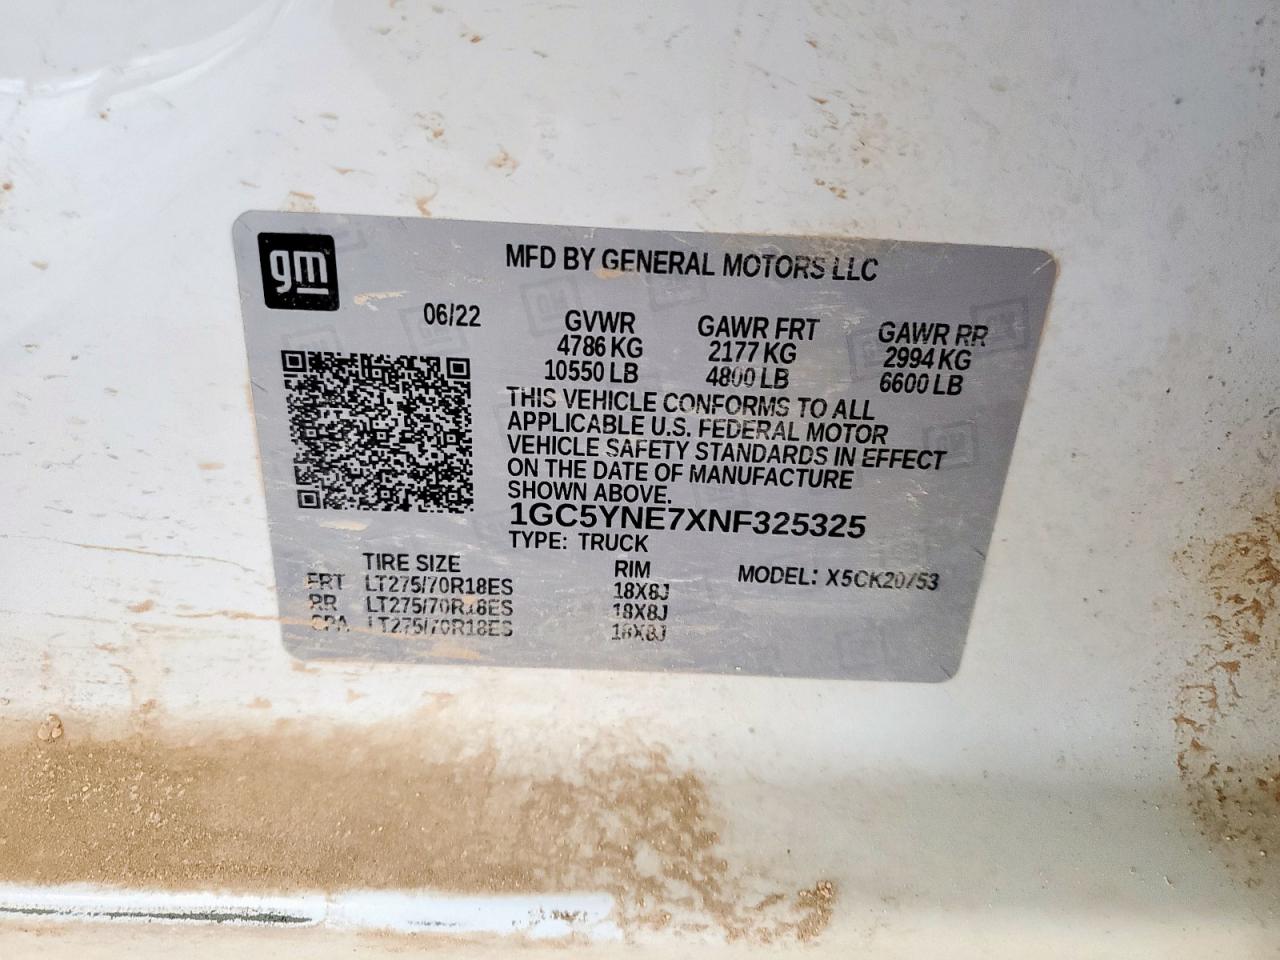 gm
MFD BY GENERAL MOTORS LLC
06/22 GVWR GAWR FRT GAWR RR
4786 KG 2177 KG 2994 KG
10550 LB 4800 LB 6600 LB
THIS VEHICLE CONFORMS TO ALL
APPLICABLE U.S. FEDERAL MOTOR
VEHICLE SAFETY STANDARDS IN EFFECT
ON THE DATE OF MANUFACTURE
SHOWN ABOVE.
1GC5YNE7XNF325325
TYPE: TRUCK
TIRE SIZE RIM MODEL: X5CK20753
FRT LT275/70R18ES 18X8J
RR LT275/70R18ES 18X8J
SPA LT275/70R18ES 18X8J